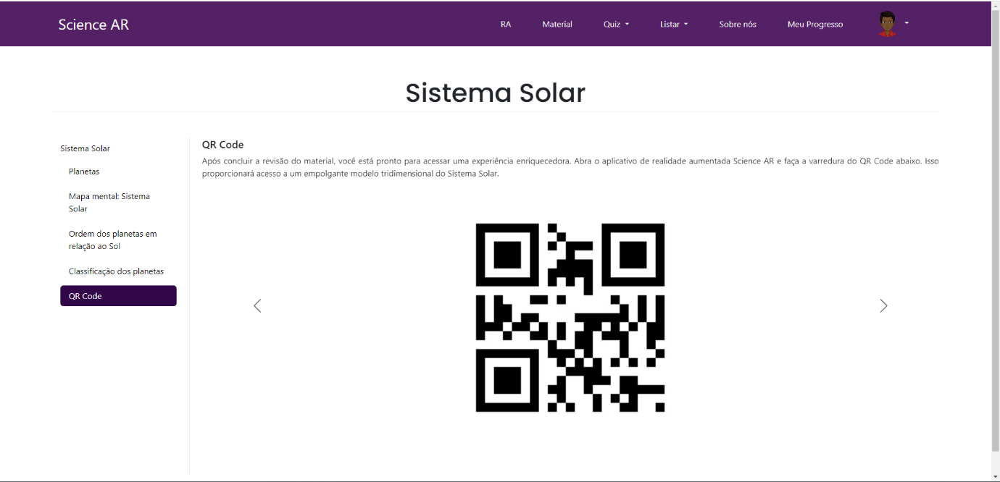 Science AR
RA
Material
Quiz
Listar
Sobre nós
Meu Progresso
Sistema Solar
Sistema Solar
Planetas
Mapa mental: Sistema
Solar
Ordem dos planetas em
relação ao Sol
Classificação dos planetas
QR Code
QR Code
Após concluir a revisão do material, você está pronto para acessar uma experiência enriquecedora. Abra o aplicativo de realidade aumentada Science AR e faça a varredura do QR Code abaixo. Isso
proporcionará acesso a um empolgante modelo tridimensional do Sistema Solar.